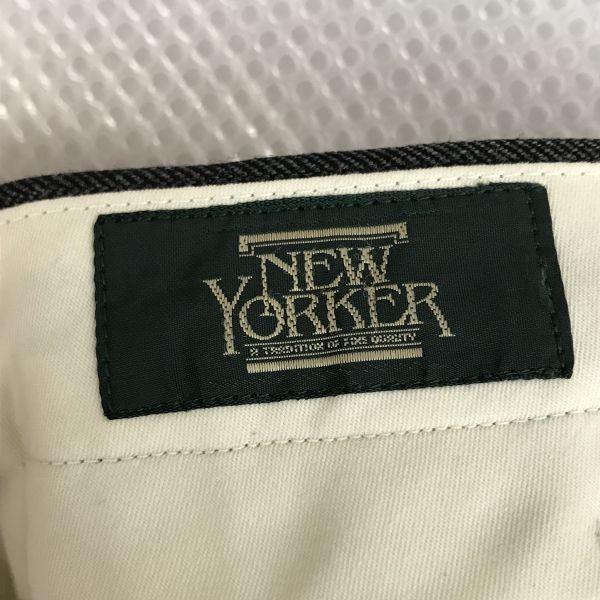 NEW
YORKER
A TRADITION OF FINE QUALITY